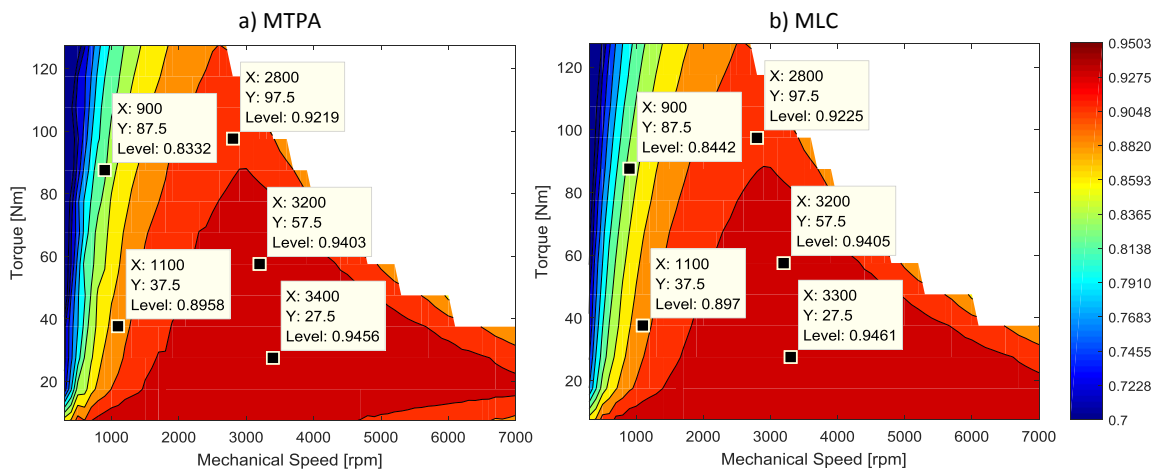 a) MTPA
b) MLC
1000 2000 3000 4000 5000 6000 7000
Mechanical Speed [rpm]
20
40
60
80
100
120
Torque [Nm]
X: 900
Y: 87.5
Level: 0.8332
X: 2800
Y: 97.5
Level: 0.9219
X: 3200
Y: 57.5
Level: 0.9403
X: 1100
Y: 37.5
Level: 0.8958
X: 3400
Y: 27.5
Level: 0.9456
1000 2000 3000 4000 5000 6000 7000
Mechanical Speed [rpm]
20
40
60
80
100
120
Torque [Nm]
X: 900
Y: 87.5
Level: 0.8442
X: 2800
Y: 97.5
Level: 0.9225
X: 3200
Y: 57.5
Level: 0.9405
X: 1100
Y: 37.5
Level: 0.897
X: 3300
Y: 27.5
Level: 0.9461
0.9503
0.9275
0.9048
0.8820
0.8593
0.8365
0.8138
0.7910
0.7683
0.7455
0.7228
0.7